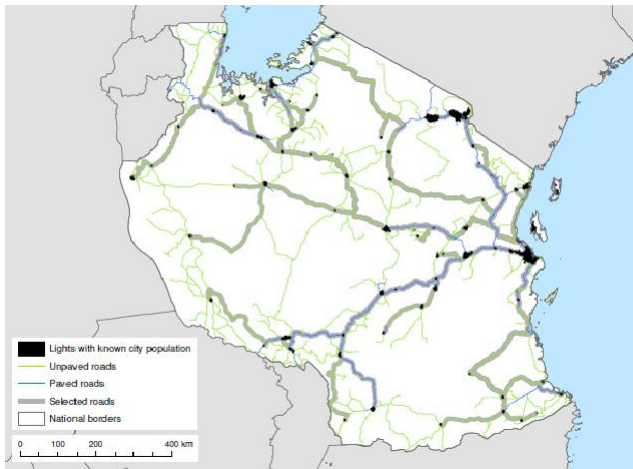 Lights with known city population
Unpaved roads
Paved roads
Selected roads
National borders
0 100 200 400 km